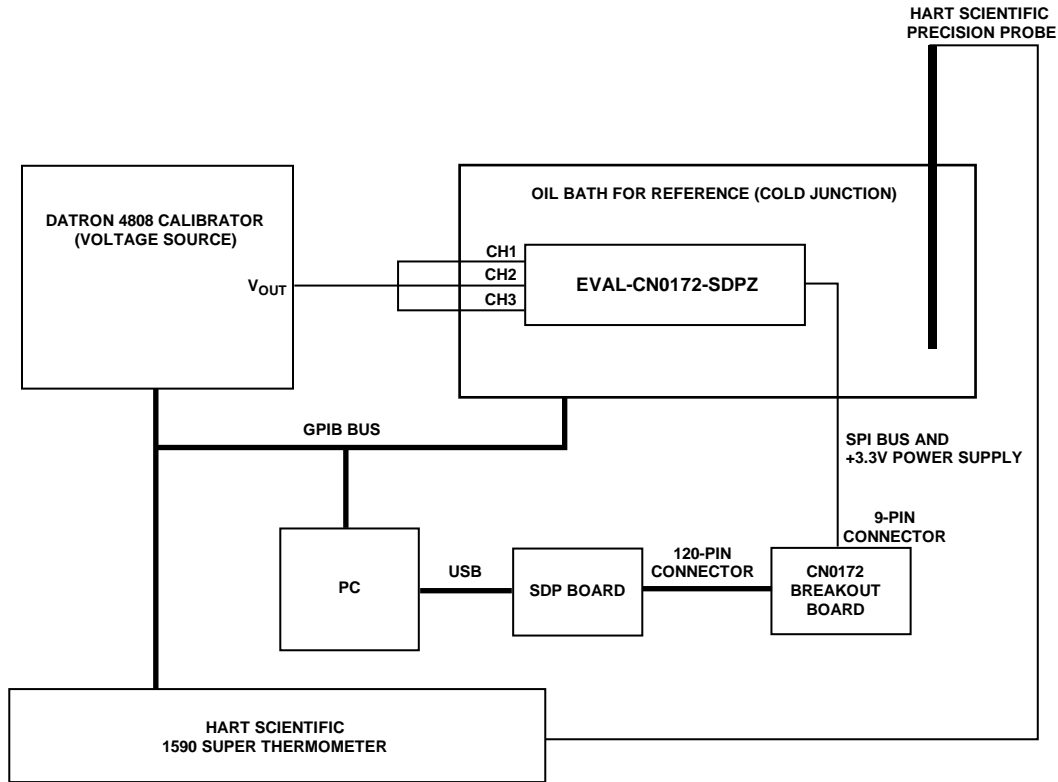 HART SCIENTIFIC
PRECISION PROBE
OIL BATH FOR REFERENCE (COLD JUNCTION)
DATRON 4808 CALIBRATOR
(VOLTAGE SOURCE)
VOUT
CH1
CH2
CH3
EVAL-CN0172-SDPZ
GPIB BUS
SPI BUS AND
+3.3V POWER SUPPLY
9-PIN
CONNECTOR
PC
USB
SDP BOARD
120-PIN
CONNECTOR
CN0172
BREAKOUT
BOARD
HART SCIENTIFIC
1590 SUPER THERMOMETER